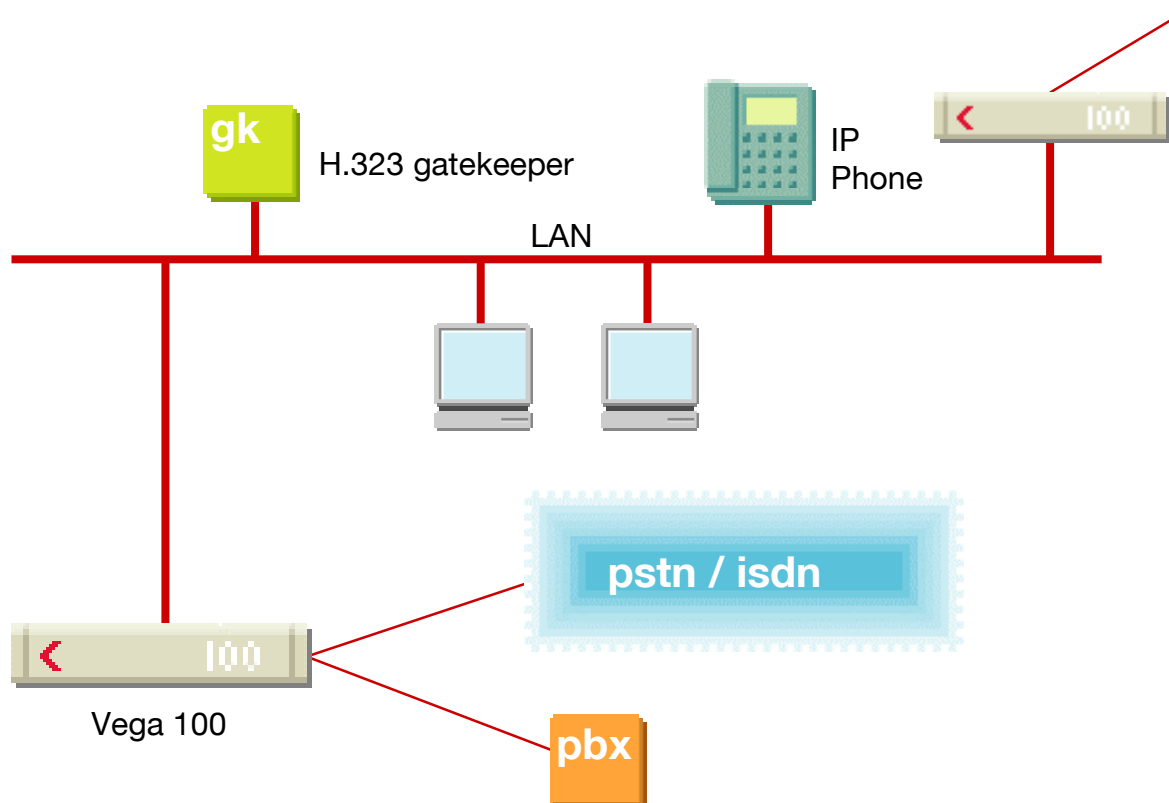 gk
H.323 gatekeeper
IP
Phone
100
LAN
pstn / isdn
100
Vega 100
pbx